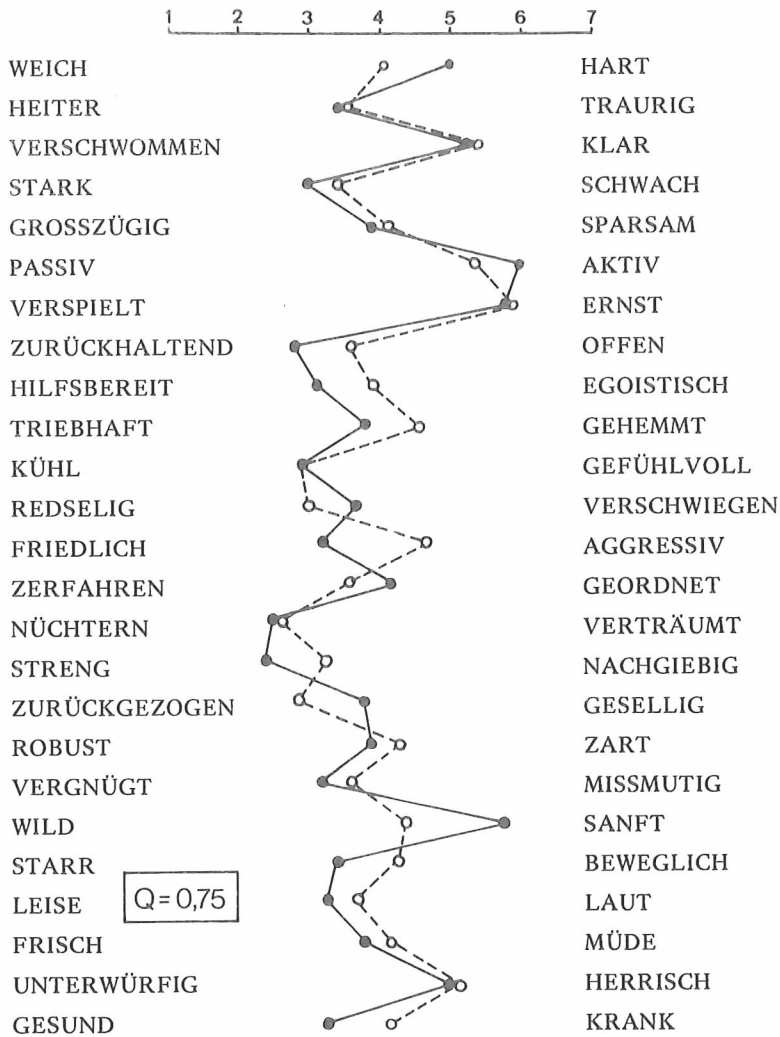 1 2 3 4 5 6 7
WEICH HART
HEITER TRAURIG
VERSCHWOMMEN KLAR
STARK SCHWACH
GROSSZÜGIG SPARSAM
PASSIV AKTIV
VERSPIELT ERNST
ZURÜCKHALTEND OFFEN
HILFSBEREIT EGOISTISCH
TRIEBHAFT GEHEMMT
KÜHL GEFÜHLVOLL
REDSELIG VERSCHWIEGEN
FRIEDLICH AGGRESSIV
ZERFAHREN GEORDNET
NÜCHTERN VERTRÄUMT
STRENG NACHGIEBIG
ZURÜCKGEZOGEN GESELLIG
ROBUST ZART
VERGNÜGT MISSMUTIG
WILD SANFT
STARR BEWEGLICH
LEISE Q=0,75 LAUT
FRISCH MÜDE
UNTERWÜRFIG HERRISCH
GESUND KRANK